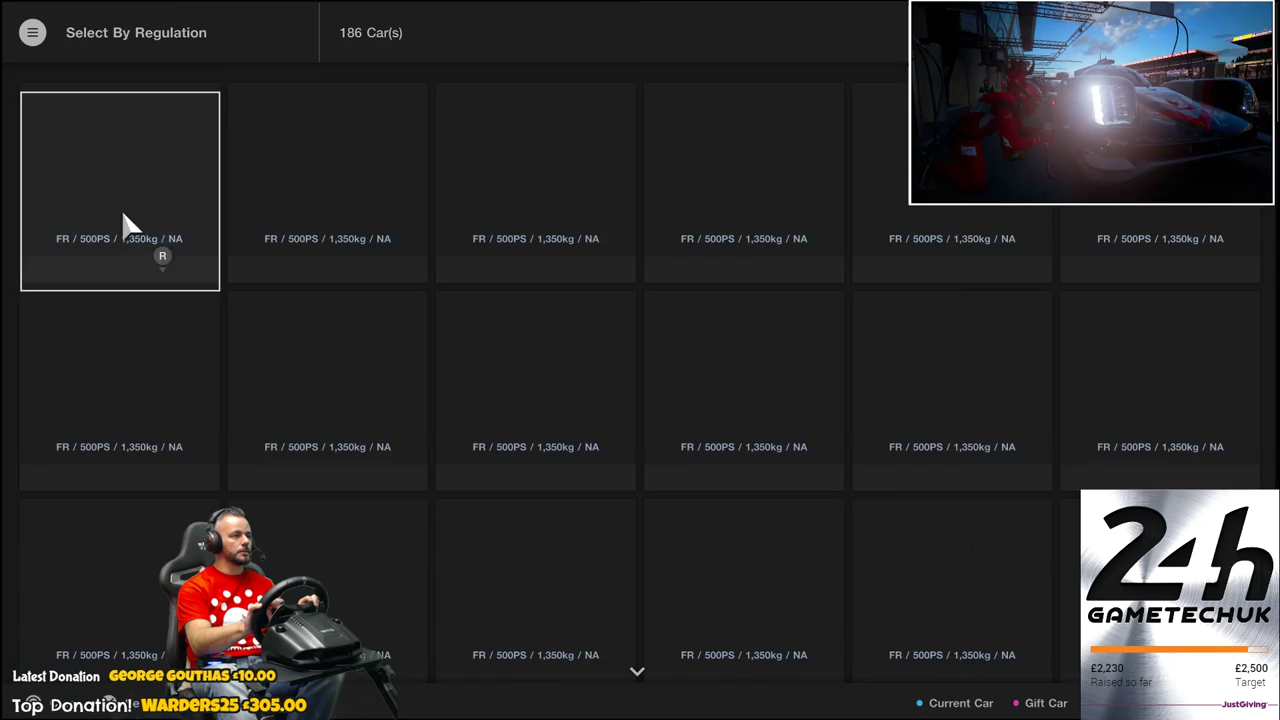 Select By Regulation
186 Car(s)
FR / 500PS / 1,350kg / NA
FR / 500PS / 1,350kg / NA
FR / 500PS / 1,350kg / NA
FR / 500PS / 1,350kg / NA
FR / 500PS / 1,350kg / NA
FR / 500PS / 1,350kg / NA
R
FR / 500PS / 1,350kg / NA
FR / 500PS / 1,350kg / NA
FR / 500PS / 1,350kg / NA
FR / 500PS / 1,350kg / NA
FR / 500PS / 1,350kg / NA
FR / 500PS / 1,350kg / NA
24h
GAMETECHUK
FR / 500PS / 1,350kg /
NA
FR / 500PS / 1,350kg / NA
FR / 500PS / 1,350kg / NA
FR / 500PS / 1,350kg / NA
£2,230
£2,500
Raised so far
Target
JustGiving
Latest Donation GEORGE GOUTHAS £10.00
Top Donation! WARDERS25 £305.00
Current Car
Gift Car